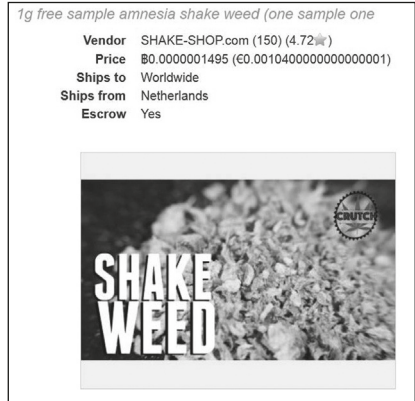 1g free sample amnesia shake weed (one sample one
Vendor SHAKE-SHOP.com (150) (4.72★)
Price ฿0.0000001495 (€0.0010400000000000001)
Ships to Worldwide
Ships from Netherlands
Escrow Yes
CRUTCH
SHAKE
WEED